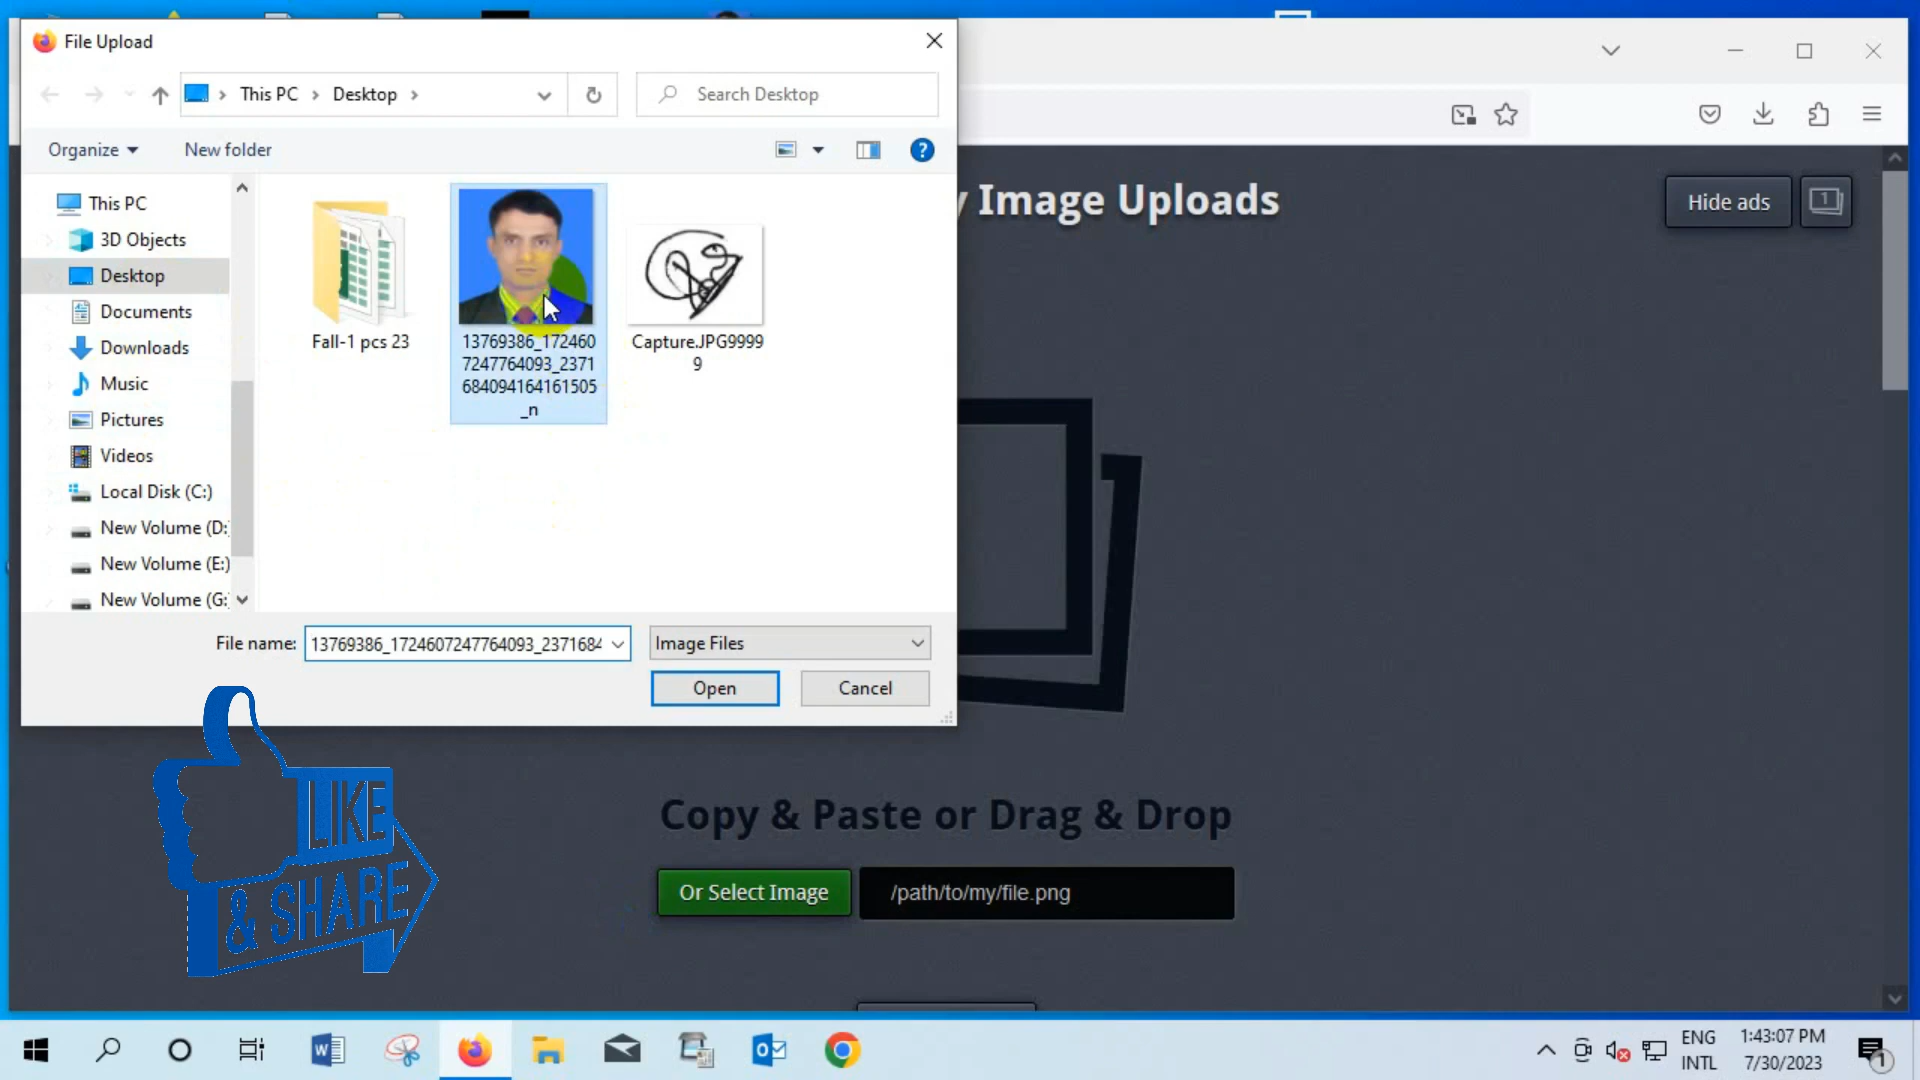 File Upload
This PC
Desktop
Search Desktop
Organize
New folder
This PC
3D Objects
Desktop
Documents
Downloads
Music
Pictures
Videos
Local Disk (C:)
New Volume (D:
New Volume (E:)
New Volume (G:
Fall-1 pcs 23
13769386_172460
7247764093_2371
684094164161505
_n
Capture.JPG9999
9
File name:
13769386_1724607247764093_2371684
Image Files
Open
Cancel
Image Uploads
Hide ads
1
Copy & Paste or Drag & Drop
Or Select Image
/path/to/my/file.png
LIKE
& SHARE
ENG
INTL
1:43:07 PM
7/30/2023
1